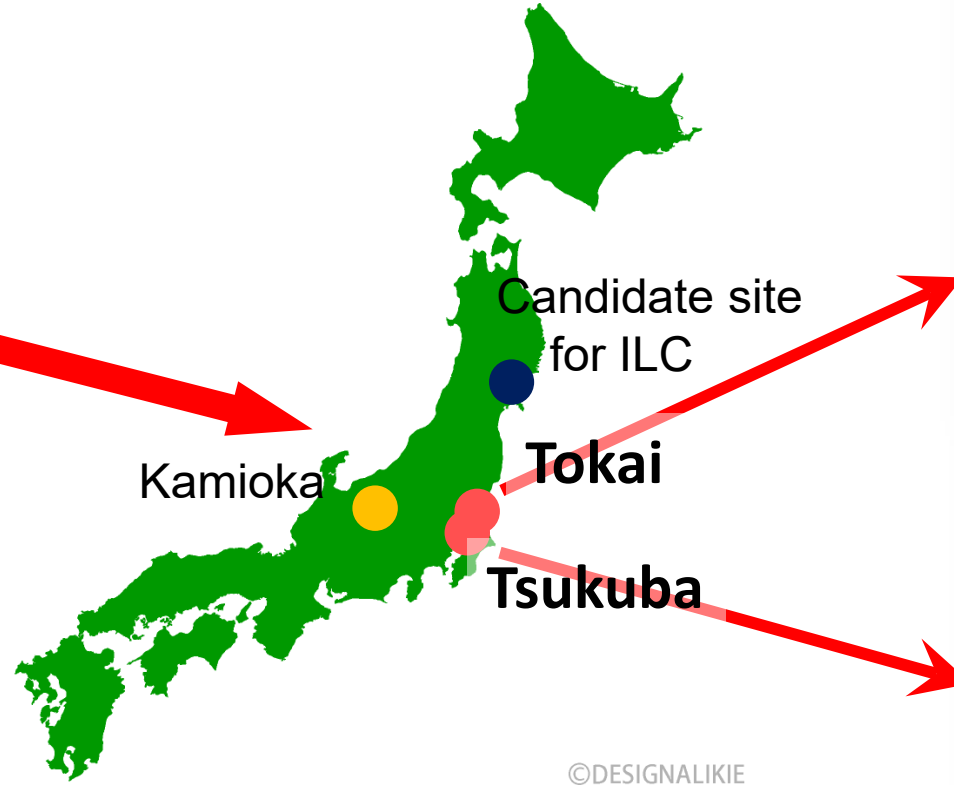 Candidate site
for ILC
Tokai
Kamioka
Tsukuba
©DESIGNALIKIE